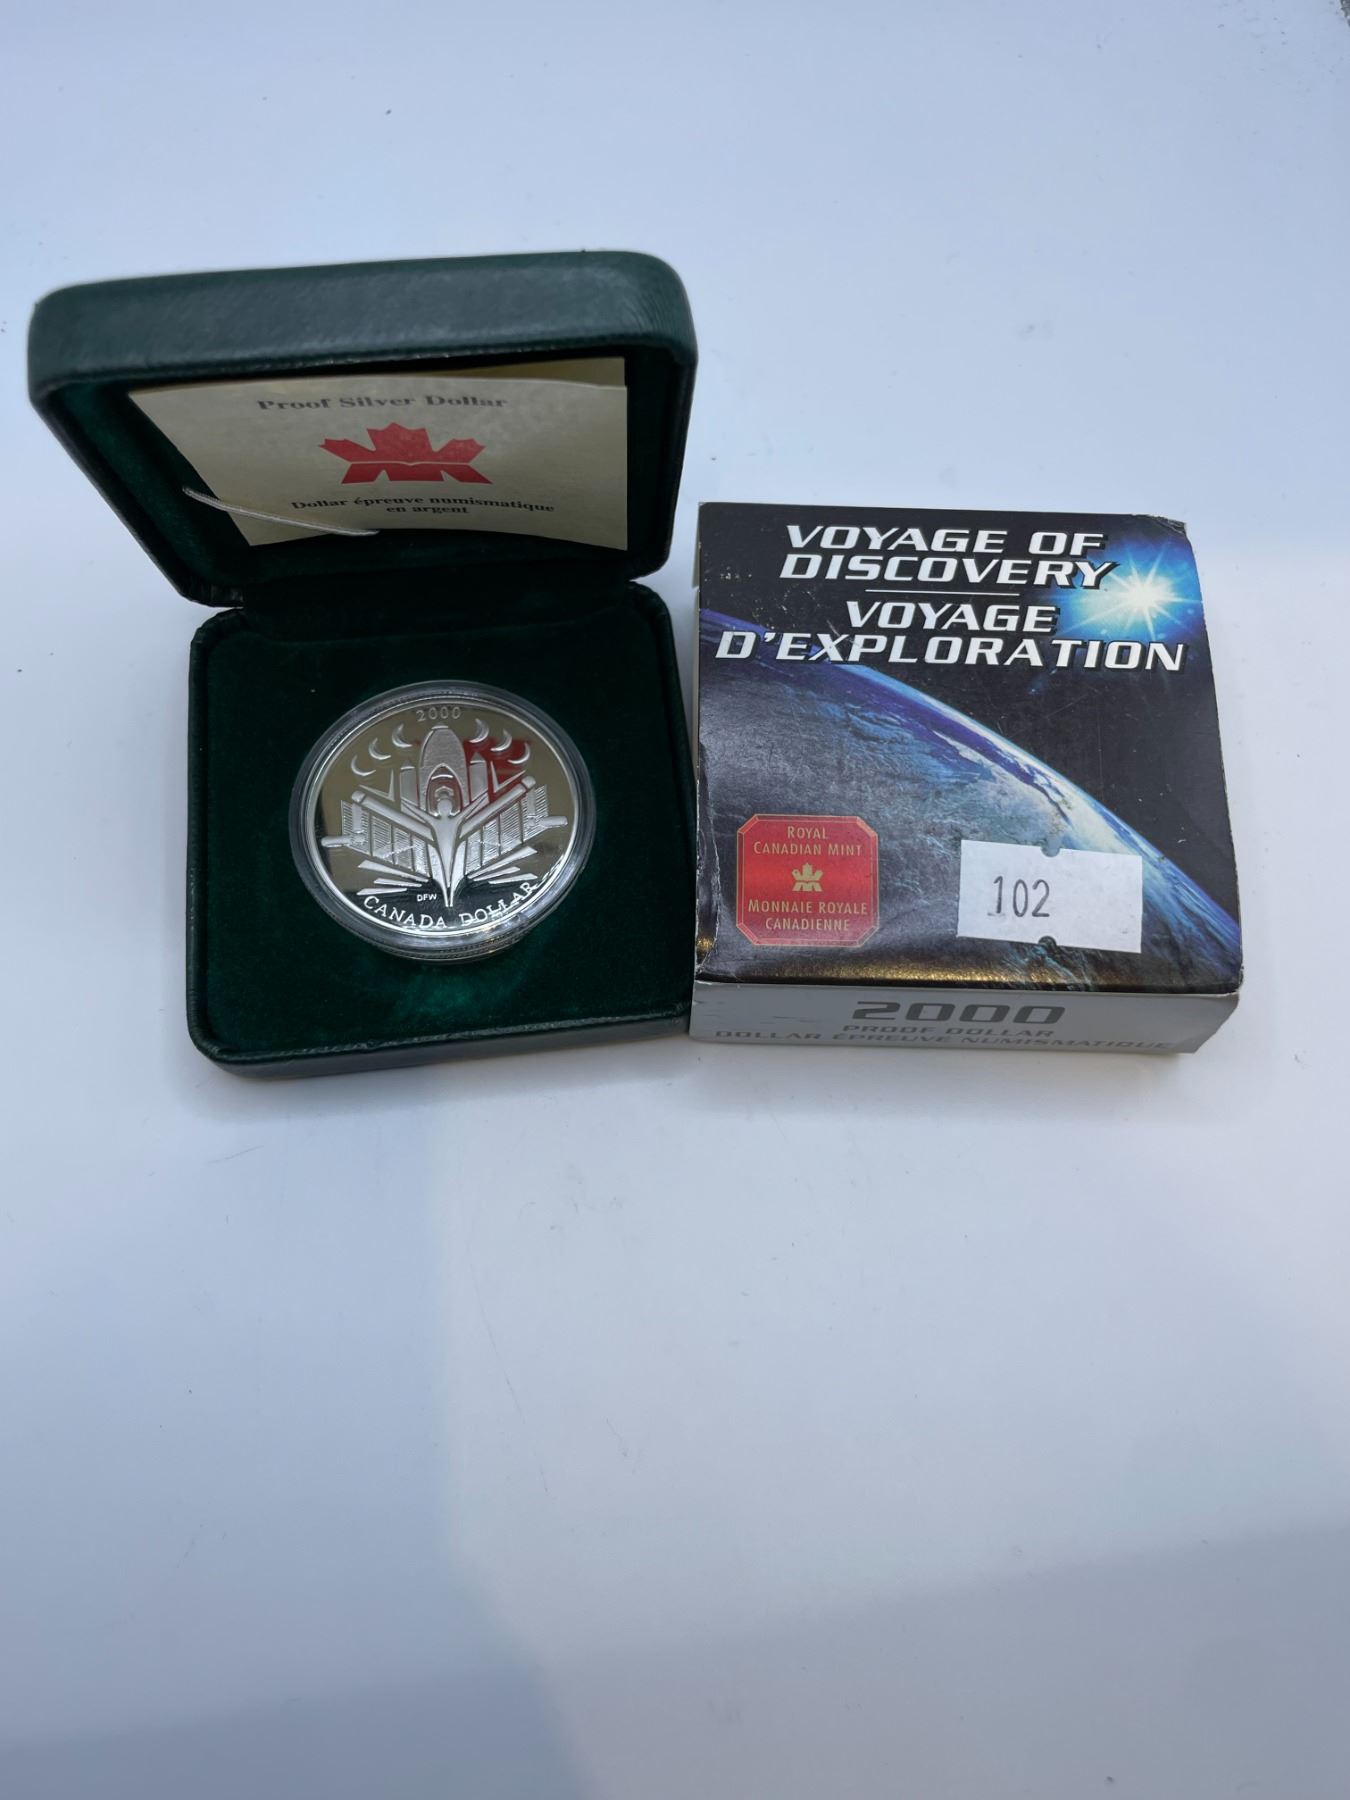 Proof Silver Dollar
Dollar épreuve numismatique
en argent
2000
DFW
CANADA DOLLAR
VOYAGE OF
DISCOVERY
VOYAGE
D'EXPLORATION
ROYAL
CANADIAN MINT
MONNAIE ROYALE
CANADIENNE
102
2000
PROOF DOLLAR
DOLLAR ÉPREUVE NUMISMATIQUE